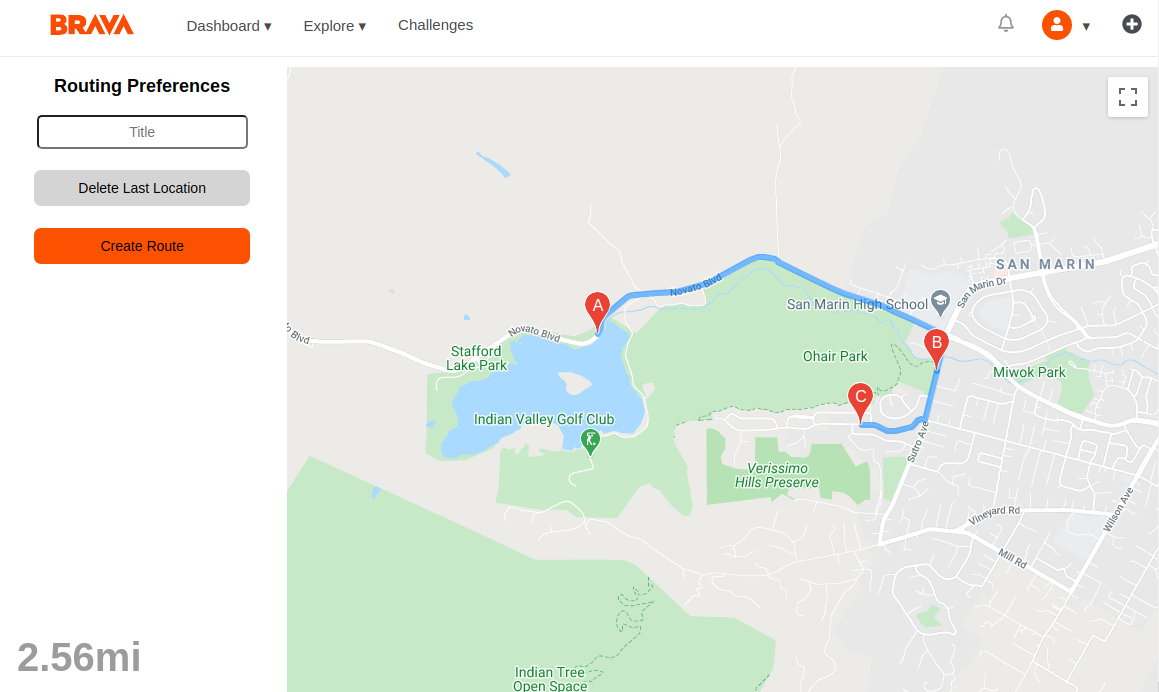 BRAVA
Dashboard ▾
Explore ▾
Challenges
▾
Routing Preferences
Title
Delete Last Location
Create Route
2.56mi
SAN MARIN
San Marin Dr
Novato Blvd
San Marin High School
A
Novato Blvd
Blvd
B
Stafford
Lake Park
Ohair Park
Miwok Park
C
Indian Valley Golf Club
Sutro Ave
Verissimo
Hills Preserve
Vineyard Rd
Wilson Ave
Mill Rd
Indian Tree
Open Space